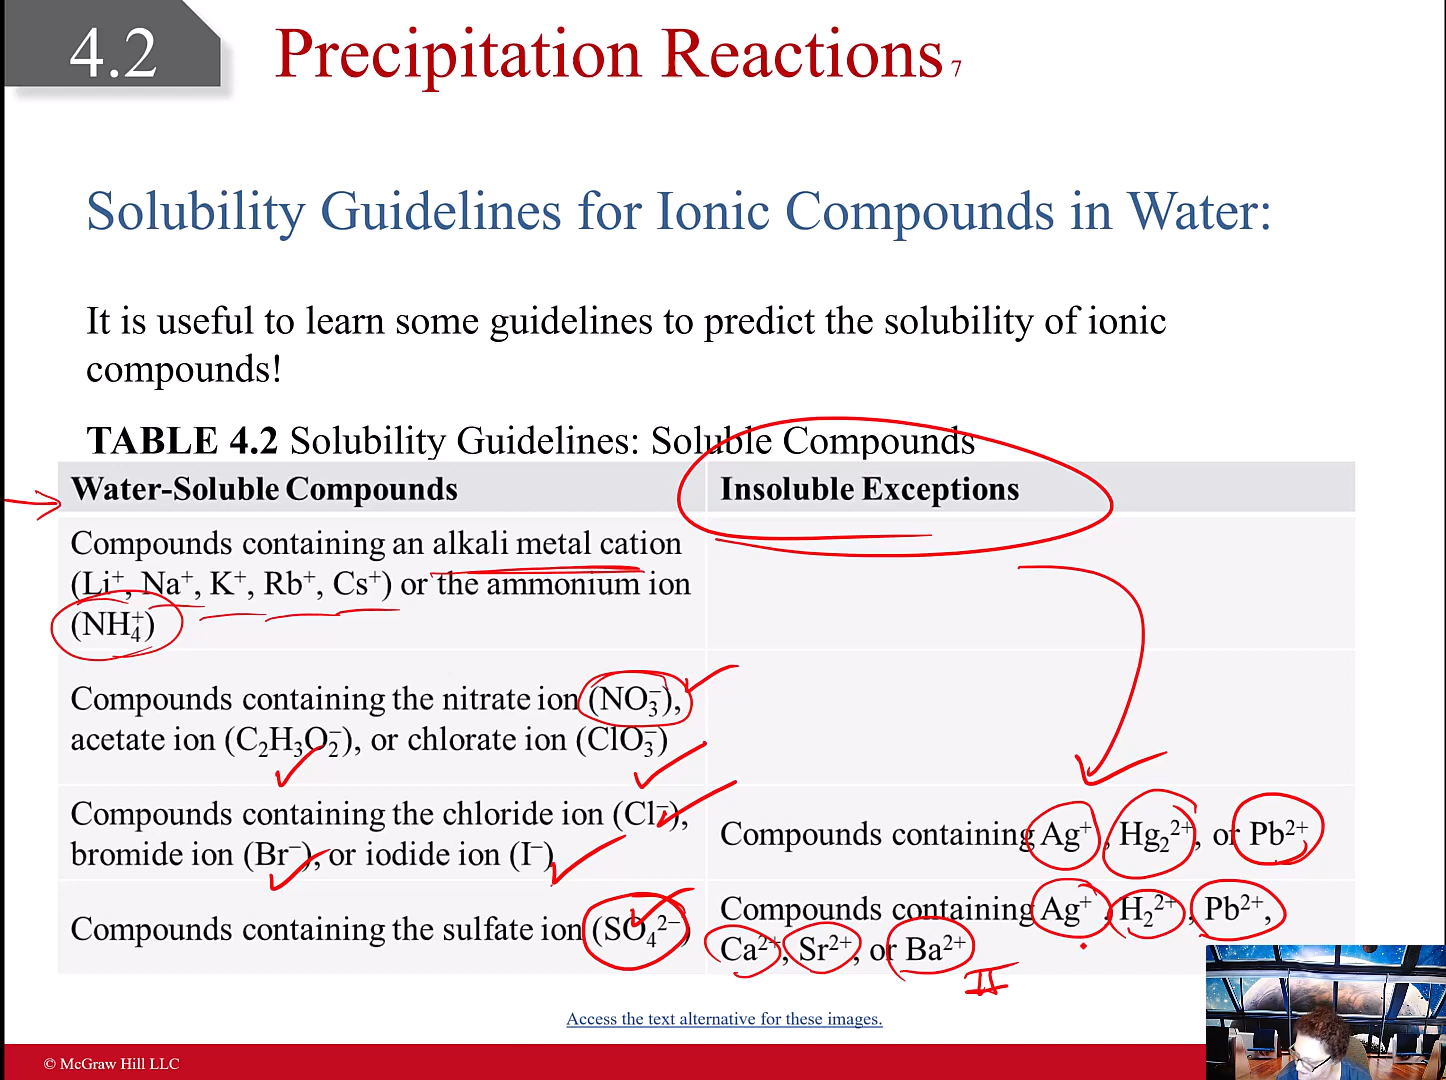 4.2
Precipitation Reactions 7
Solubility Guidelines for Ionic Compounds in Water:
It is useful to learn some guidelines to predict the solubility of ionic
compounds!
TABLE 4.2 Solubility Guidelines: Soluble Compounds
Water-Soluble Compounds
Insoluble Exceptions
Compounds containing an alkali metal cation
(Li⁺, Na⁺, K⁺, Rb⁺, Cs⁺) or the ammonium ion
(NH₄⁺)
Compounds containing the nitrate ion (NO₃⁻),
acetate ion (C₂H₃O₂⁻), or chlorate ion (ClO₃⁻)
Compounds containing the chloride ion (Cl⁻),
bromide ion (Br⁻), or iodide ion (I⁻)
Compounds containing Ag⁺, Hg₂²⁺, or Pb²⁺
Compounds containing the sulfate ion (SO₄²⁻)
Compounds containing Ag⁺, H₂²⁺, Pb²⁺,
Ca²⁺, Sr²⁺, or Ba²⁺
II
Access the text alternative for these images.
© McGraw Hill LLC